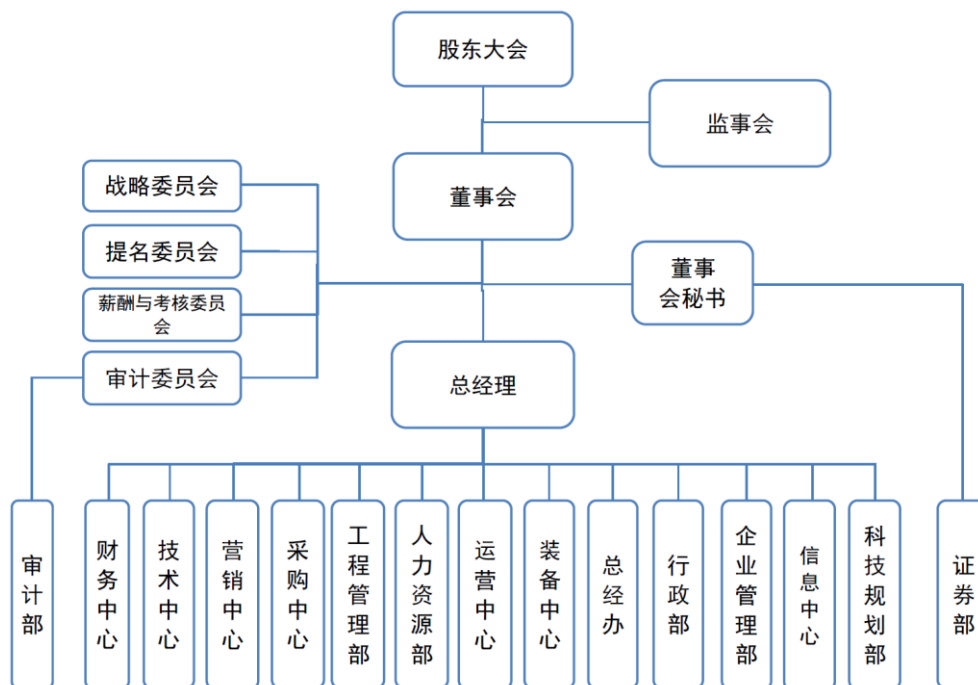 股东大会
监事会
董事会
战略委员会
提名委员会
薪酬与考核委员
会
审计委员会
董事
会秘书
总经理
审计部
财务中心
技术中心
营销中心
采购中心
工程管理部
人力资源部
运营中心
装备中心
总经办
行政部
企业管理部
信息中心
科技规划部
证券部